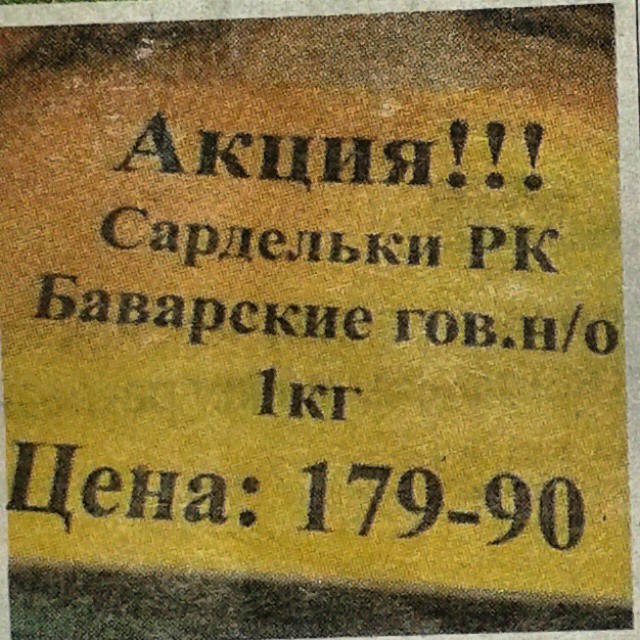 Акция!!!
Сардельки РК
Баварские гов.н/о
1кг
Цена: 179-90